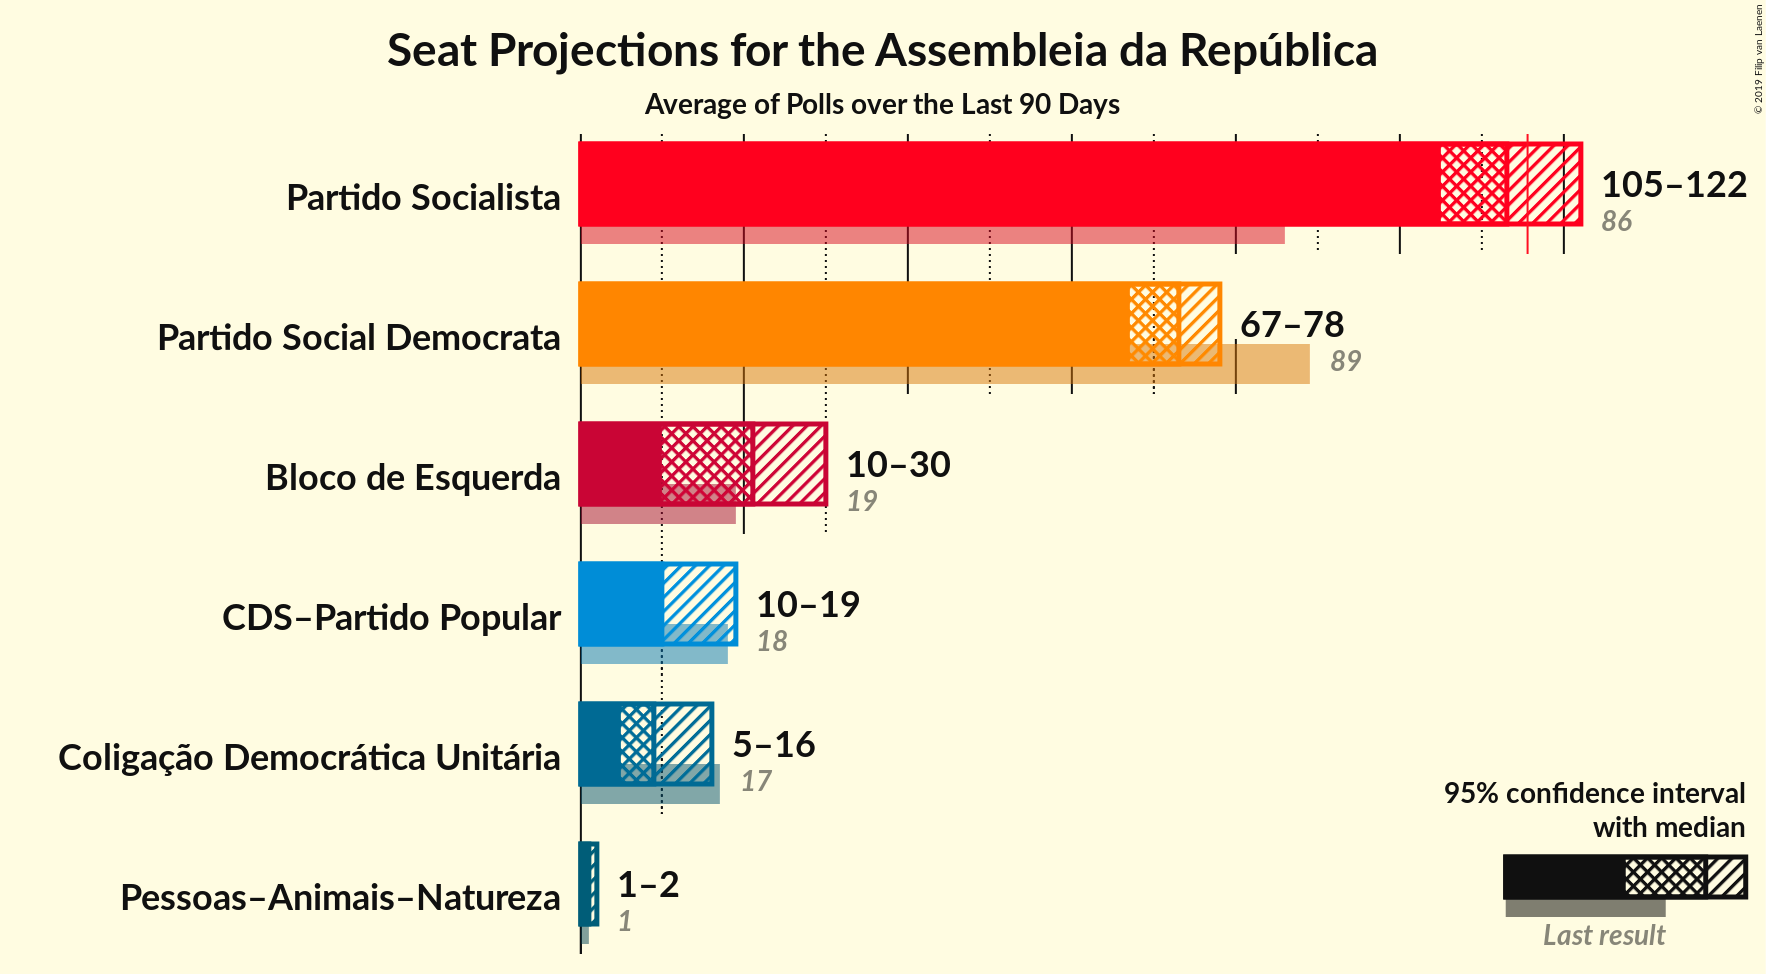 Seat Projections for the Assembleia da República
Average of Polls over the Last 90 Days
© 2019 Filip van Laenen
Partido Socialista
105–122
86
Partido Social Democrata
67–78
89
Bloco de Esquerda
10–30
19
CDS–Partido Popular
10–19
18
Coligação Democrática Unitária
5–16
17
Pessoas–Animais–Natureza
1–2
1
95% confidence interval
with median
Last result